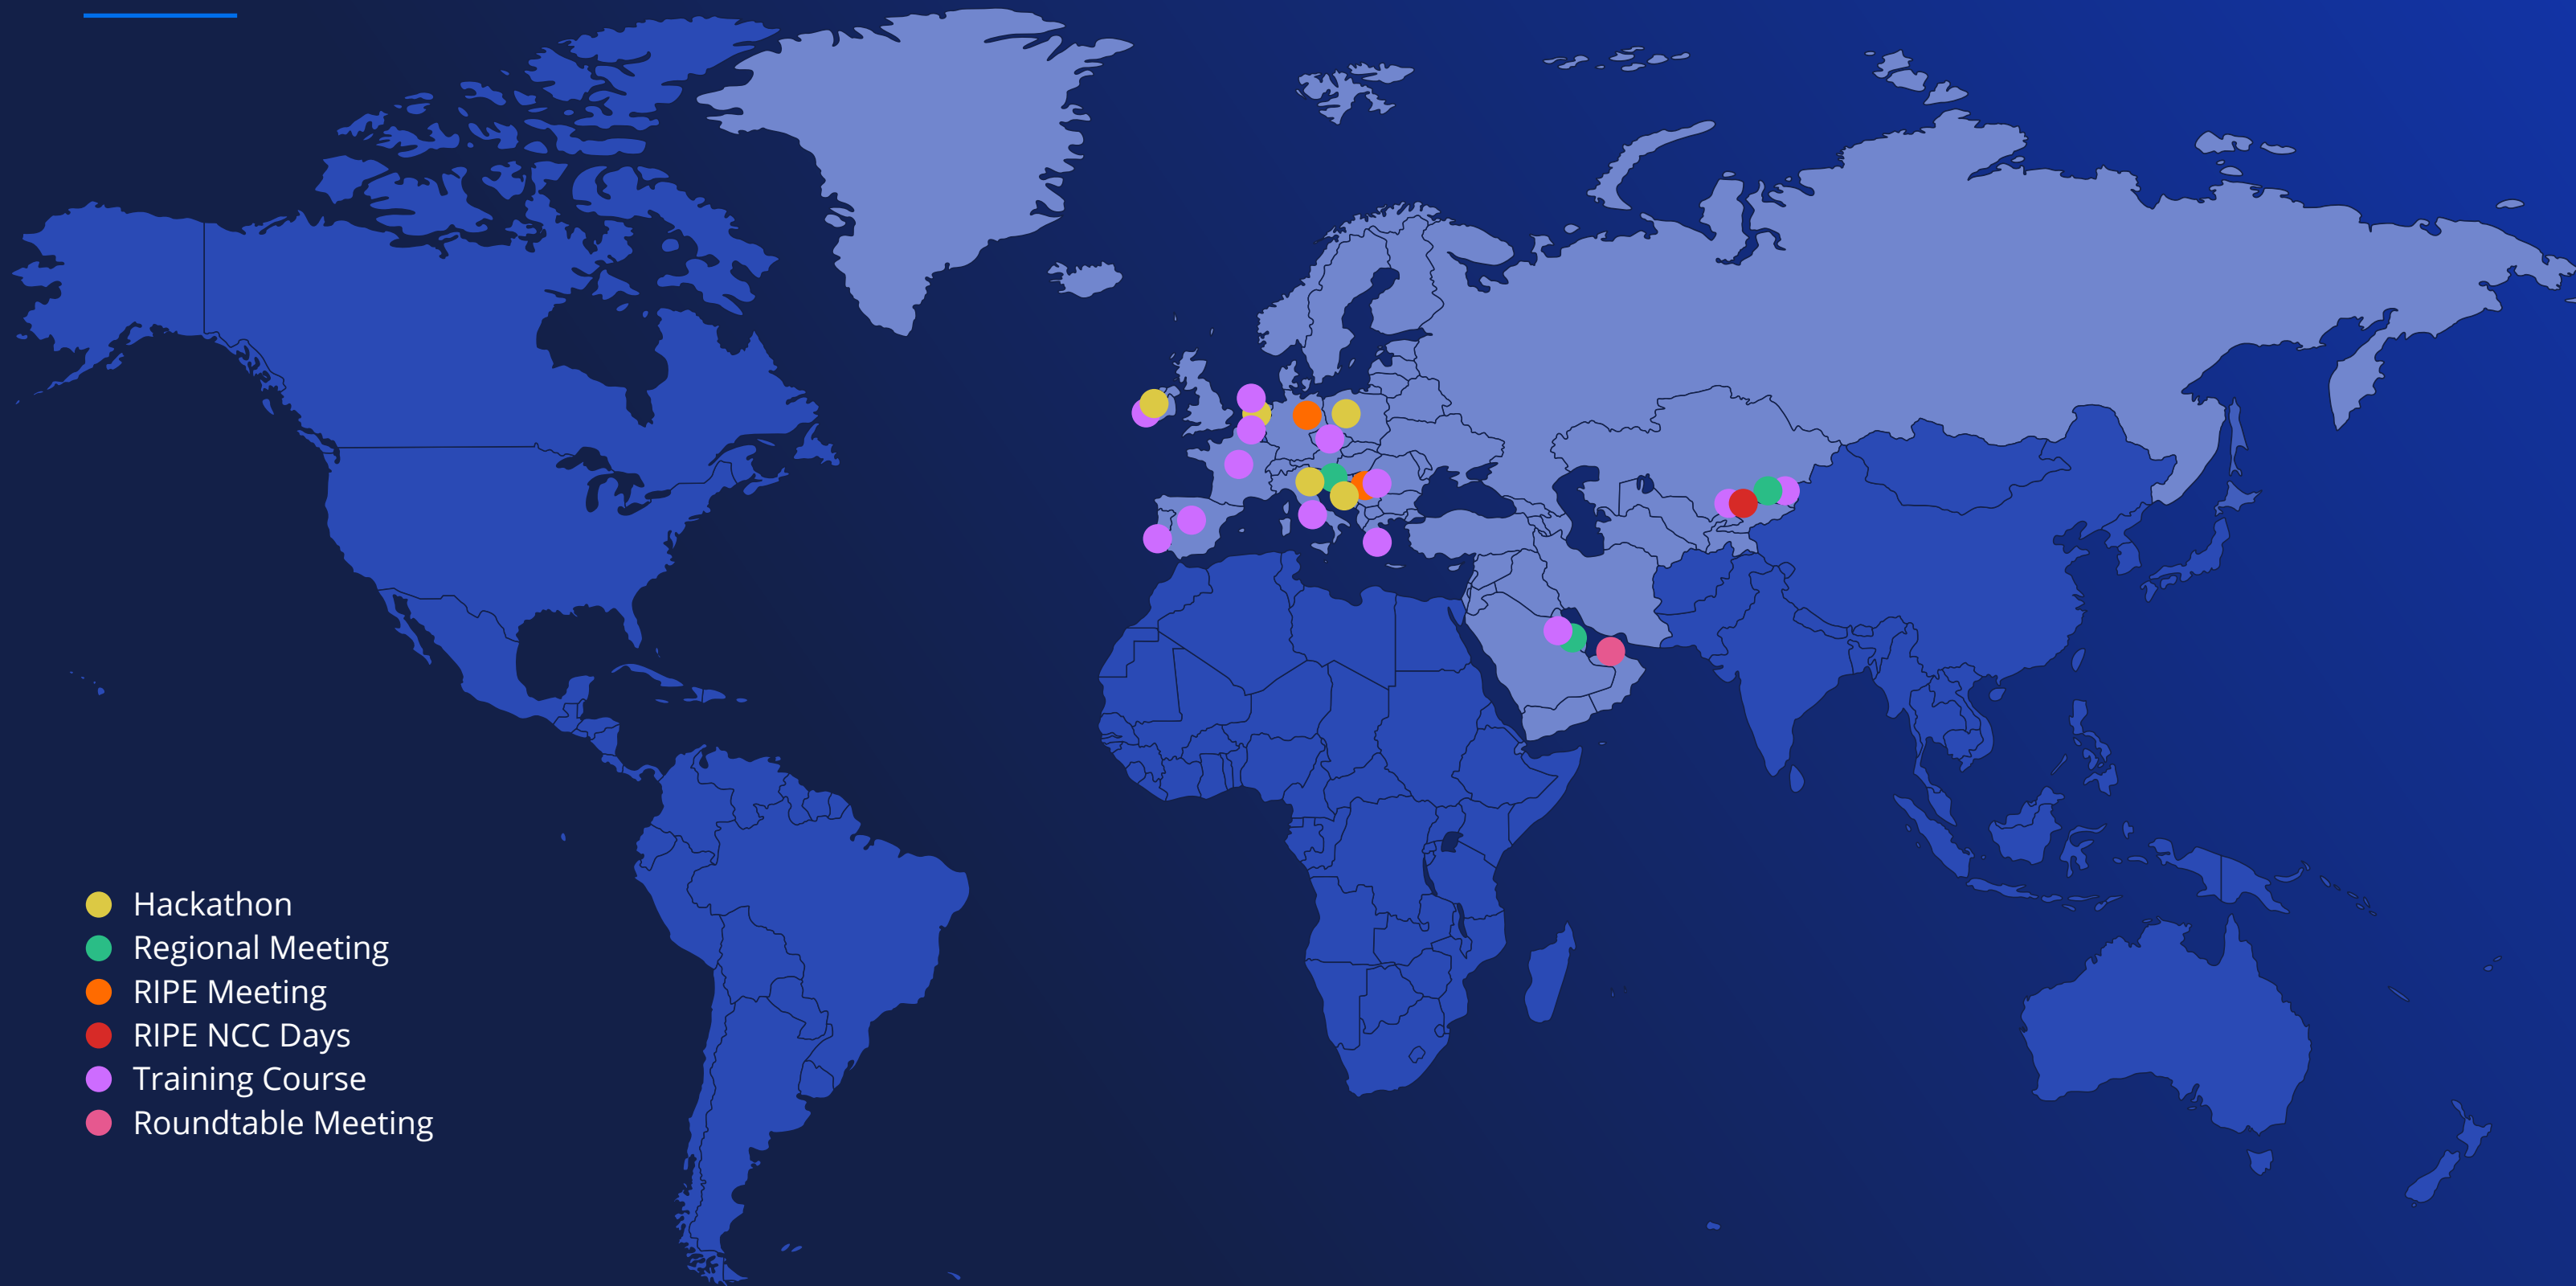 Hackathon
Regional Meeting
RIPE Meeting
RIPE NCC Days
Training Course
Roundtable Meeting